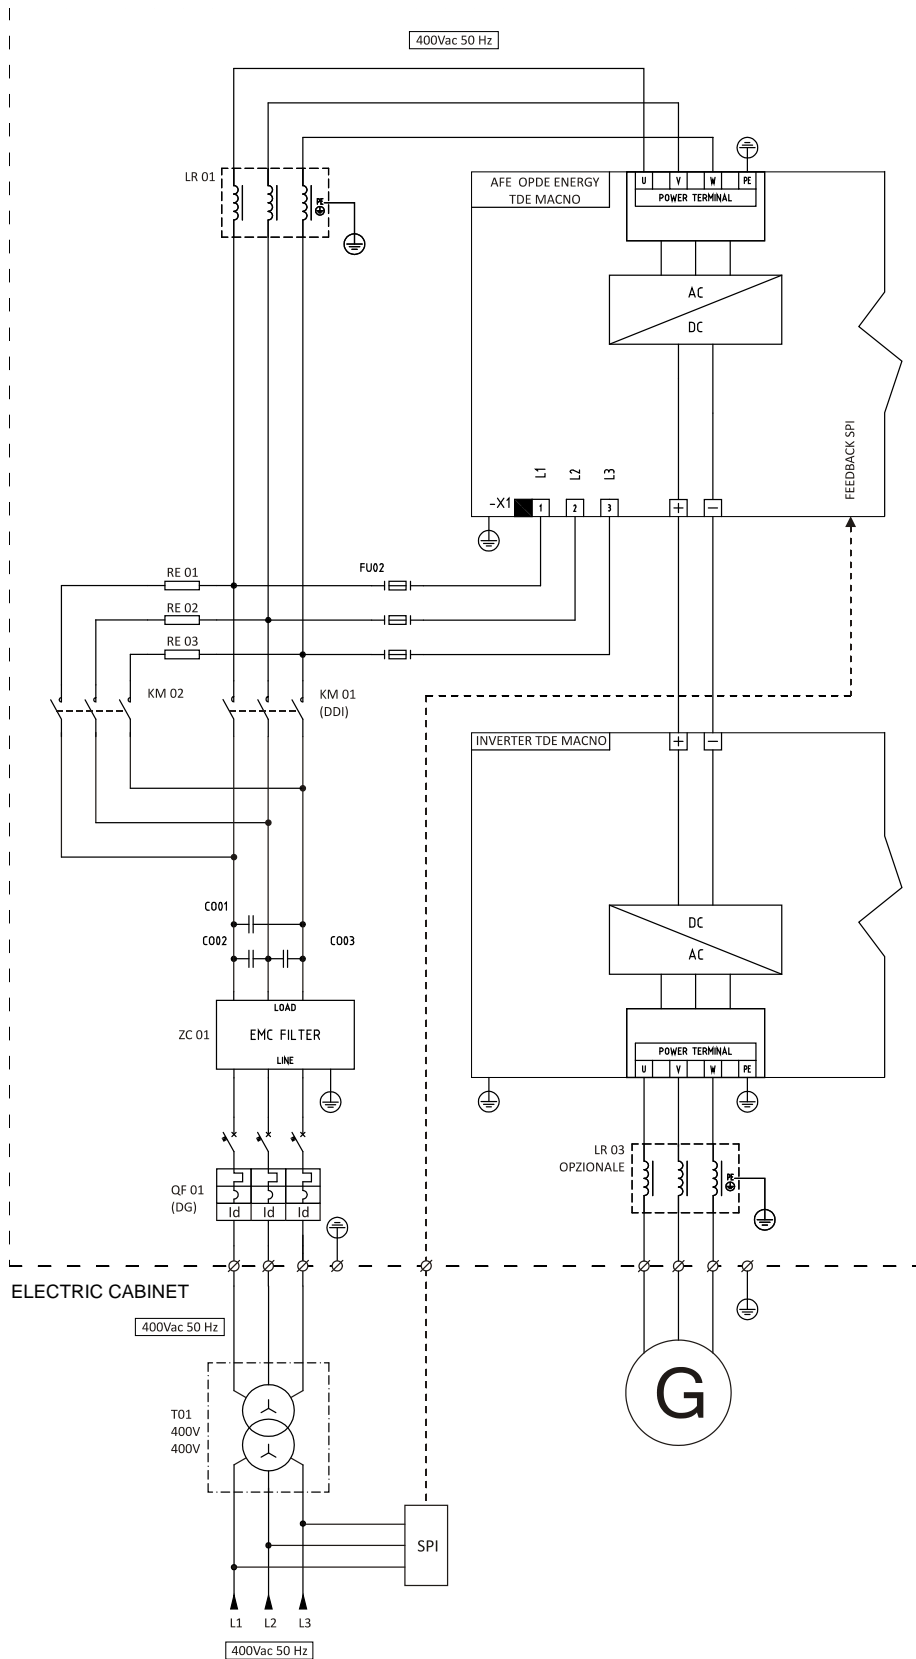 400Vac 50 Hz
LR 01
PE
AFE OPDE ENERGY
TDE MACNO
U V W PE
POWER TERMINAL
AC
DC
FEEDBACK SPI
L1 L2 L3
-X1 1 2 3 + -
RE 01
FU02
RE 02
RE 03
KM 02
KM 01
(DDI)
INVERTER TDE MACNO
+ -
CO01
CO02
CO03
DC
AC
LOAD
ZC 01
EMC FILTER
LINE
POWER TERMINAL
U V W PE
LR 03
OPZIONALE
PE
QF 01
(DG)
Id Id Id
ELECTRIC CABINET
400Vac 50 Hz
T01
400V
400V
G
SPI
L1 L2 L3
400Vac 50 Hz